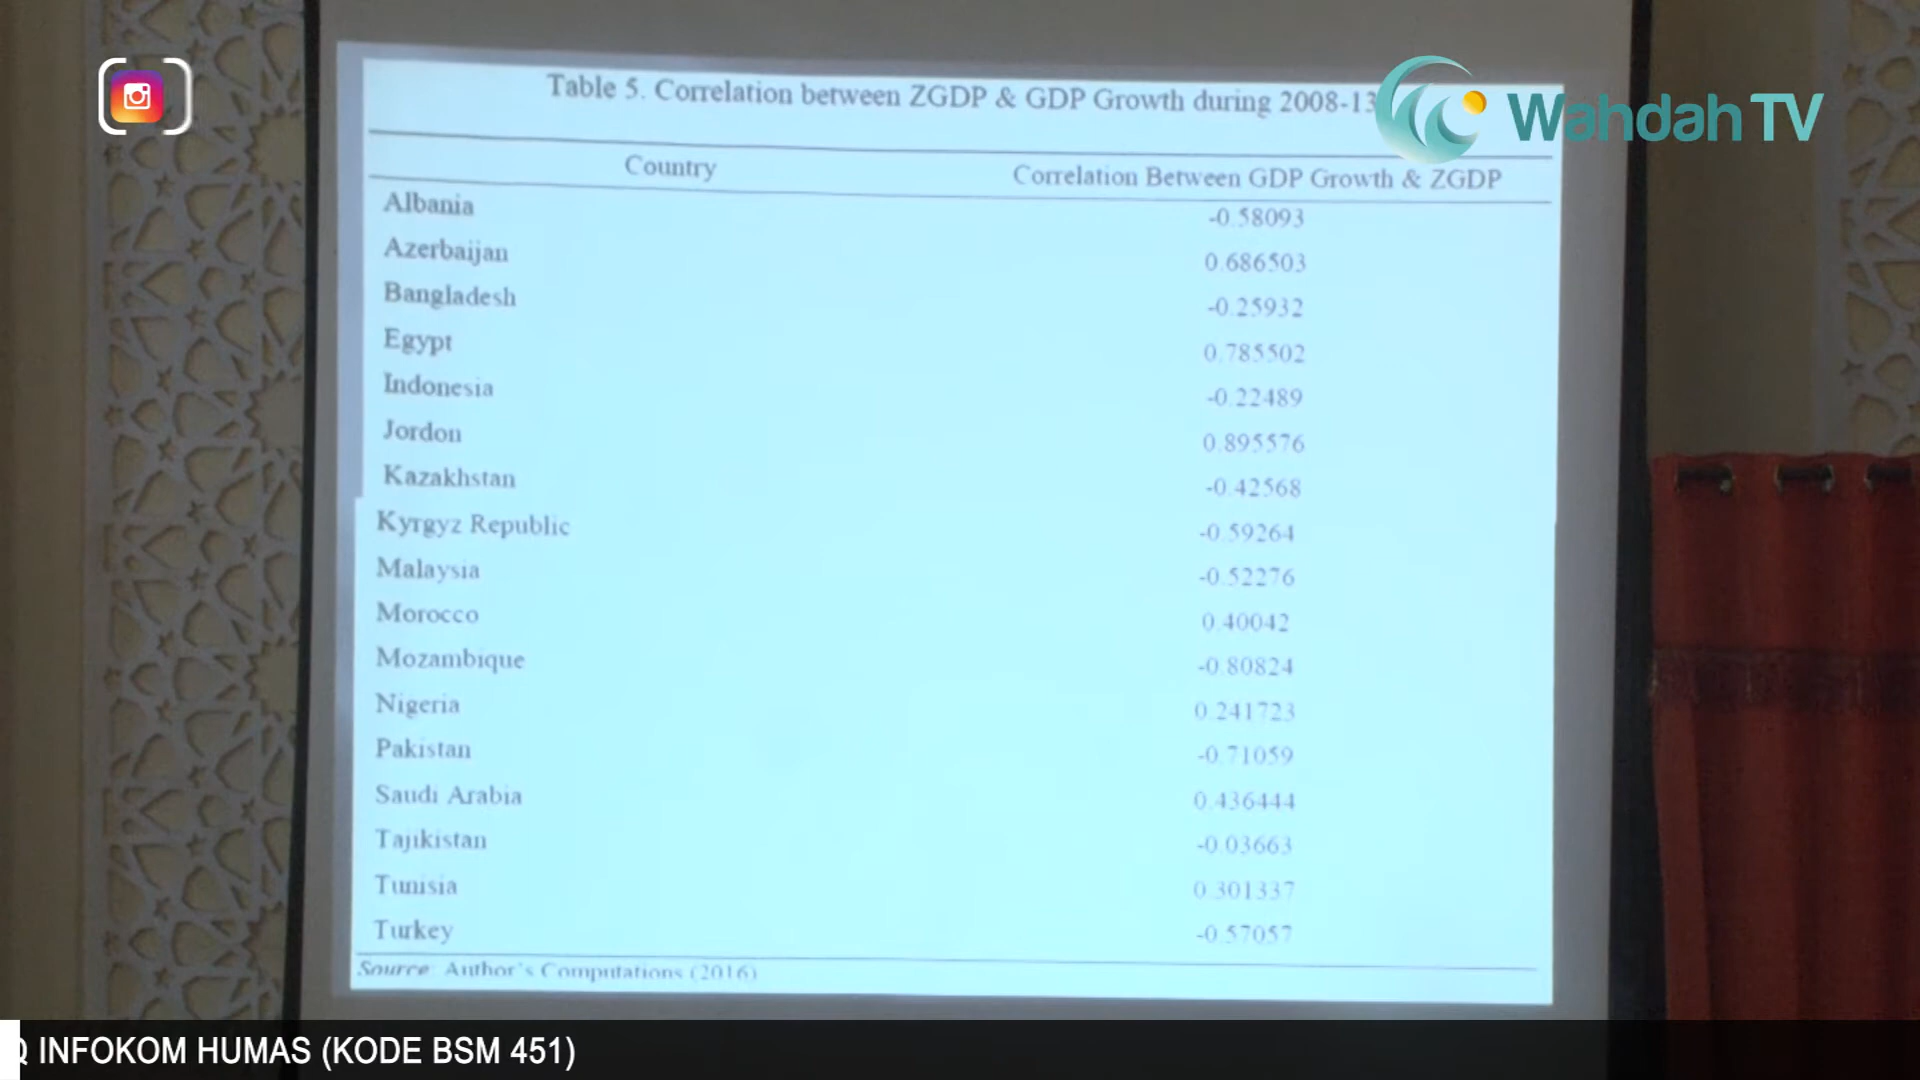 Table 5. Correlation between ZGDP & GDP Growth during 2008-13
Wahdah TV
Country Correlation Between GDP Growth & ZGDP
Albania -0.58093
Azerbaijan 0.686503
Bangladesh -0.25932
Egypt 0.785502
Indonesia -0.22489
Jordon 0.895576
Kazakhstan -0.42568
Kyrgyz Republic -0.59264
Malaysia -0.52276
Morocco 0.40042
Mozambique -0.80824
Nigeria 0.241723
Pakistan -0.71059
Saudi Arabia 0.436444
Tajikistan -0.03663
Tunisia 0.301337
Turkey -0.57057
Source: Author's Computations (2016)
INFOKOM HUMAS (KODE BSM 451)